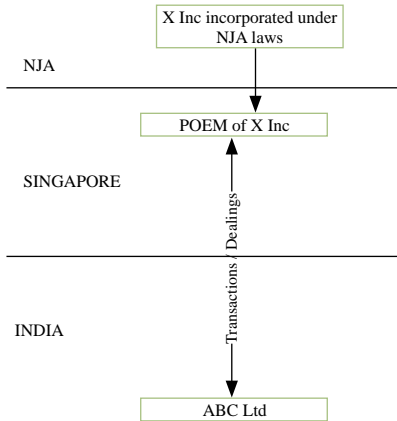 X Inc incorporated under
NJA laws
NJA
POEM of X Inc
SINGAPORE
Transactions / Dealings
INDIA
ABC Ltd